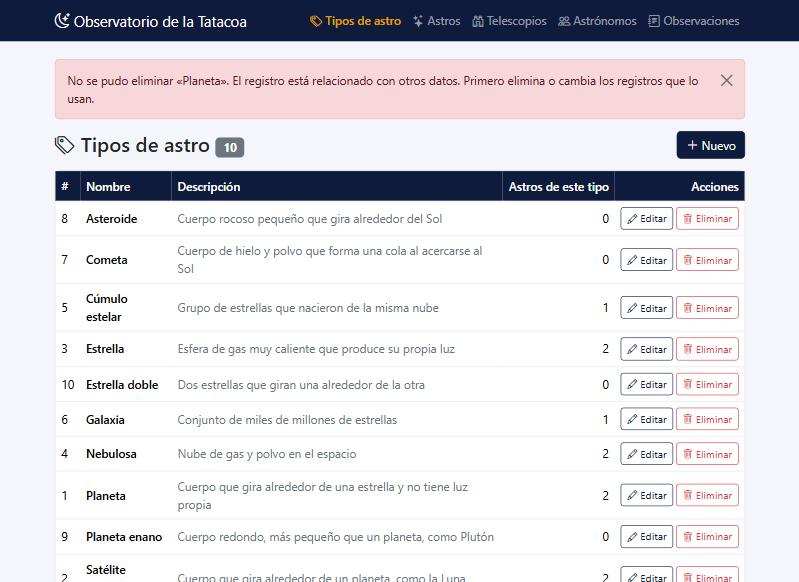 Observatorio de la Tatacoa
Tipos de astro Astros Telescopios Astrónomos Observaciones
No se pudo eliminar «Planeta». El registro está relacionado con otros datos. Primero elimina o cambia los registros que lo
usan.
Tipos de astro 10
+ Nuevo
# Nombre Descripción Astros de este tipo Acciones
8 Asteroide Cuerpo rocoso pequeño que gira alrededor del Sol 0 Editar Eliminar
7 Cometa Cuerpo de hielo y polvo que forma una cola al acercarse al
Sol 0 Editar Eliminar
5 Cúmulo
estelar Grupo de estrellas que nacieron de la misma nube 1 Editar Eliminar
3 Estrella Esfera de gas muy caliente que produce su propia luz 2 Editar Eliminar
10 Estrella doble Dos estrellas que giran una alrededor de la otra 0 Editar Eliminar
6 Galaxia Conjunto de miles de millones de estrellas 1 Editar Eliminar
4 Nebulosa Nube de gas y polvo en el espacio 2 Editar Eliminar
1 Planeta Cuerpo que gira alrededor de una estrella y no tiene luz
propia 2 Editar Eliminar
9 Planeta enano Cuerpo redondo, más pequeño que un planeta, como Plutón 0 Editar Eliminar
2 Satélite
Cuerpo que gira alrededor de un planeta, como la Luna 2 Editar Eliminar